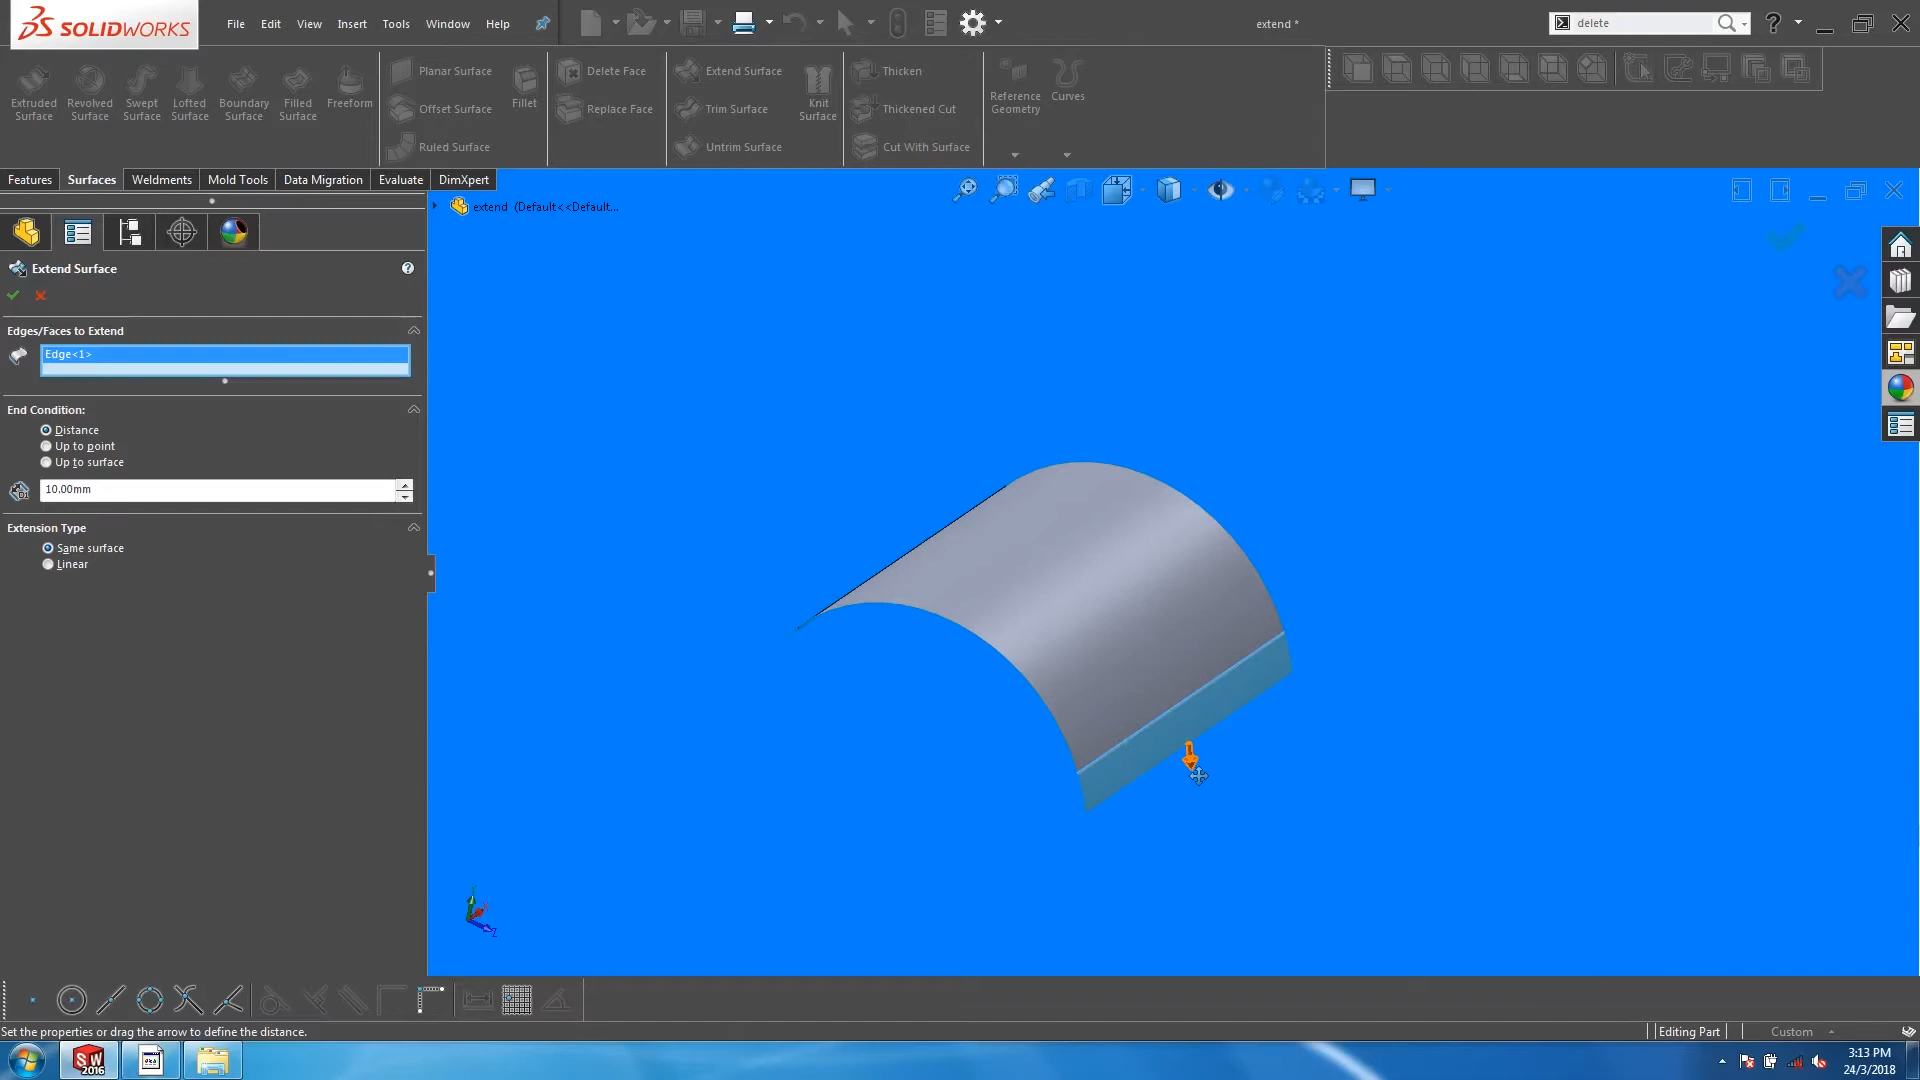 SOLIDWORKS
File Edit View Insert Tools Window Help
extend *
delete
Extruded Surface
Revolved Surface
Swept Surface
Lofted Surface
Boundary Surface
Filled Surface
Freeform
Planar Surface
Offset Surface
Ruled Surface
Fillet
Delete Face
Replace Face
Extend Surface
Trim Surface
Untrim Surface
Knit Surface
Thicken
Thickened Cut
Cut With Surface
Reference Geometry
Curves
Features Surfaces Weldments Mold Tools Data Migration Evaluate DimXpert
extend (Default<<Default...
Extend Surface
Edges/Faces to Extend
Edge<1>
End Condition:
Distance
Up to point
Up to surface
10.00mm
Extension Type
Same surface
Linear
Z
Set the properties or drag the arrow to define the distance.
Editing Part
Custom
SW
2016
3:13 PM
24/3/2018